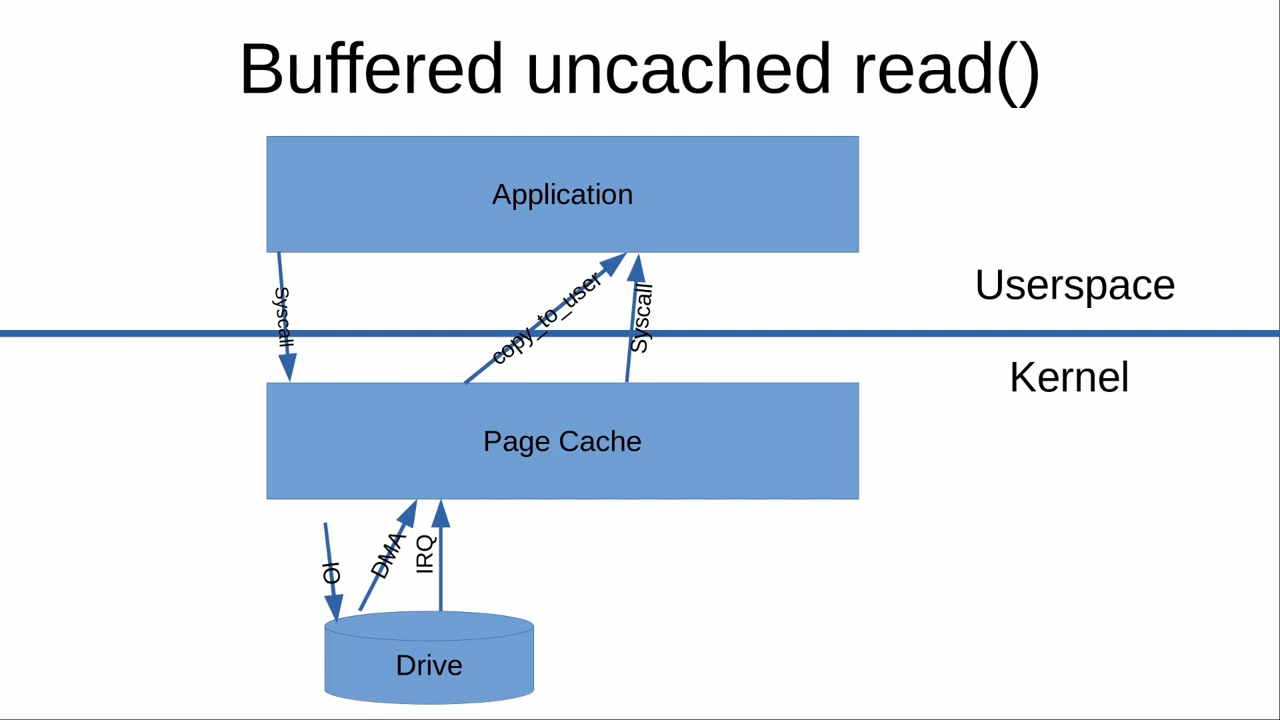 Buffered uncached read()
Application
Syscall
copy_to_user
Syscall
Userspace
Kernel
Page Cache
IO
DMA
IRQ
Drive